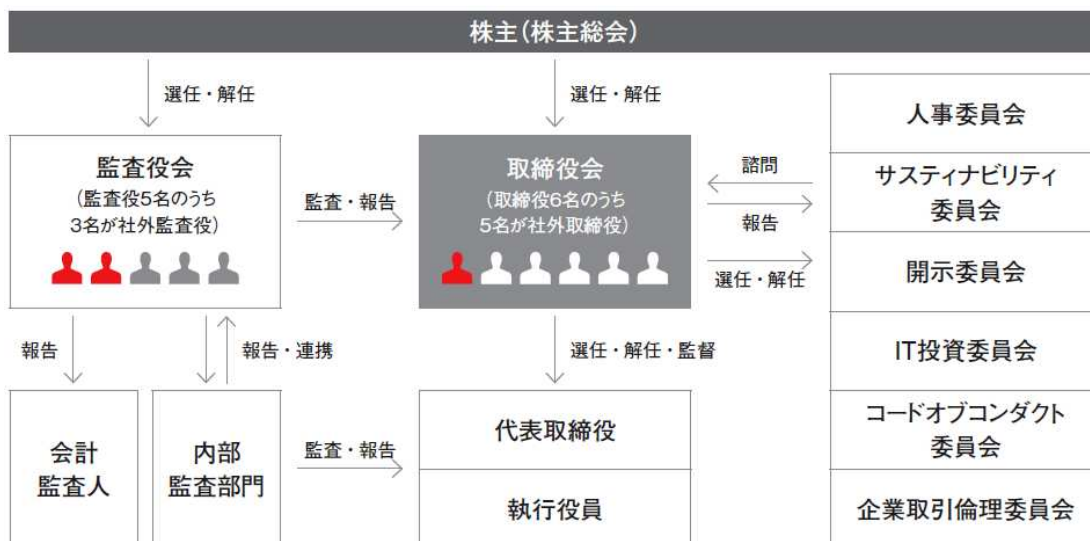 株主(株主総会)
選任・解任
選任・解任
監査役会
(監査役5名のうち
3名が社外監査役)
監査・報告
取締役会
(取締役6名のうち
5名が社外取締役)
諮問
報告
選任・解任
人事委員会
サスティナビリティ
委員会
開示委員会
IT投資委員会
コードオブコンダクト
委員会
企業取引倫理委員会
報告
報告・連携
選任・解任・監督
会計
監査人
内部
監査部門
監査・報告
代表取締役
執行役員